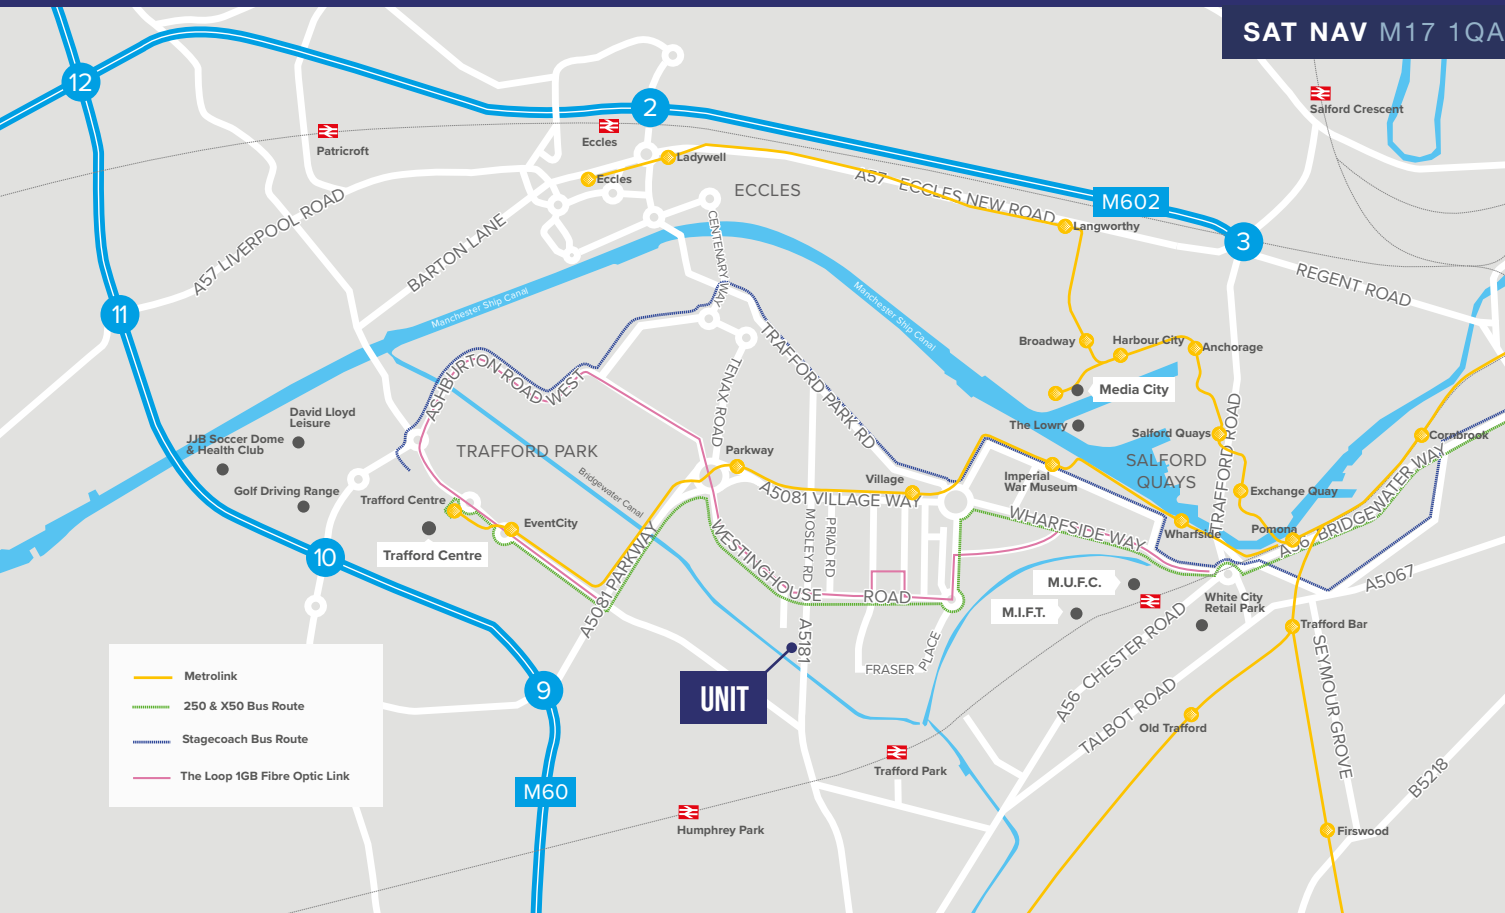 SAT NAV M17 1QA
12
2
Salford Crescent
Patricroft
Eccles
Ladywell
Eccles
ECCLES
A57 ECCLES NEW ROAD
M602
Langworthy
3
A57 LIVERPOOL ROAD
BARTON LANE
CENTENARY WAY
REGENT ROAD
Manchester Ship Canal
Manchester Ship Canal
11
Broadway
Harbour City
Anchorage
TRAFFORD PARK RD
TENAX ROAD
ASHBURTON ROAD WEST
Media City
David Lloyd
Leisure
The Lowry
Salford Quays
TRAFFORD ROAD
Cornbrook
JJB Soccer Dome
& Health Club
TRAFFORD PARK
Parkway
SALFORD
QUAYS
Bridgewater Canal
Village
Imperial
War Museum
Golf Driving Range
Trafford Centre
A5081 VILLAGE WAY
Exchange Quay
EventCity
WHARFSIDE WAY
Wharfside
Pomona
A56 BRIDGEWATER WAY
Trafford Centre
10
A5081 PARKWAY
WESTINGHOUSE ROAD
MOSLEY RD
PRIAD RD
M.U.F.C.
M.I.F.T.
White City
Retail Park
A5067
Trafford Bar
A5181
FRASER PLACE
A56 CHESTER ROAD
TALBOT ROAD
SEYMOUR GROVE
UNIT
9
Metrolink
250 & X50 Bus Route
Stagecoach Bus Route
The Loop 1GB Fibre Optic Link
Old Trafford
Trafford Park
M60
B5218
Humphrey Park
Firswood